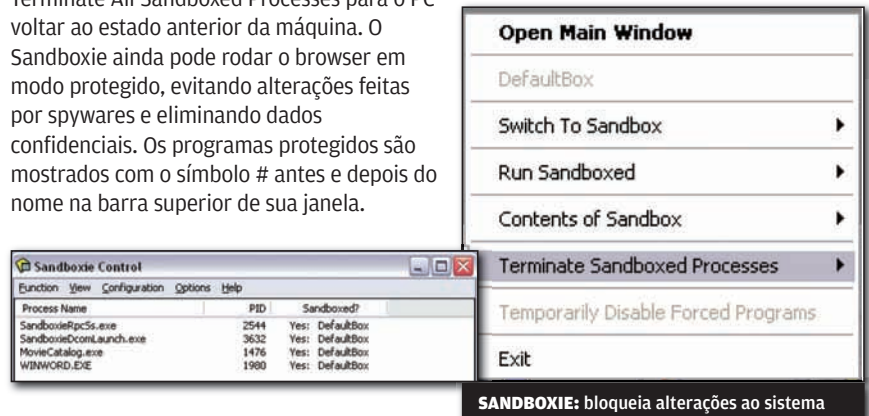 Terminate All Sandboxed Processes para o PC
voltar ao estado anterior da máquina. O
Sandboxie ainda pode rodar o browser em
modo protegido, evitando alterações feitas
por spywares e eliminando dados
confidenciais. Os programas protegidos são
mostrados com o símbolo # antes e depois do
nome na barra superior de sua janela.
Sandboxie Control
Function View Configuration Options Help
Process Name PID Sandboxed?
SandboxieRpcSs.exe 2544 Yes: DefaultBox
SandboxieDcomLaunch.exe 3632 Yes: DefaultBox
MovieCatalog.exe 1476 Yes: DefaultBox
WINWORD.EXE 1980 Yes: DefaultBox
Open Main Window
DefaultBox
Switch To Sandbox
Run Sandboxed
Contents of Sandbox
Terminate Sandboxed Processes
Temporarily Disable Forced Programs
Exit
SANDBOXIE: bloqueia alterações ao sistema